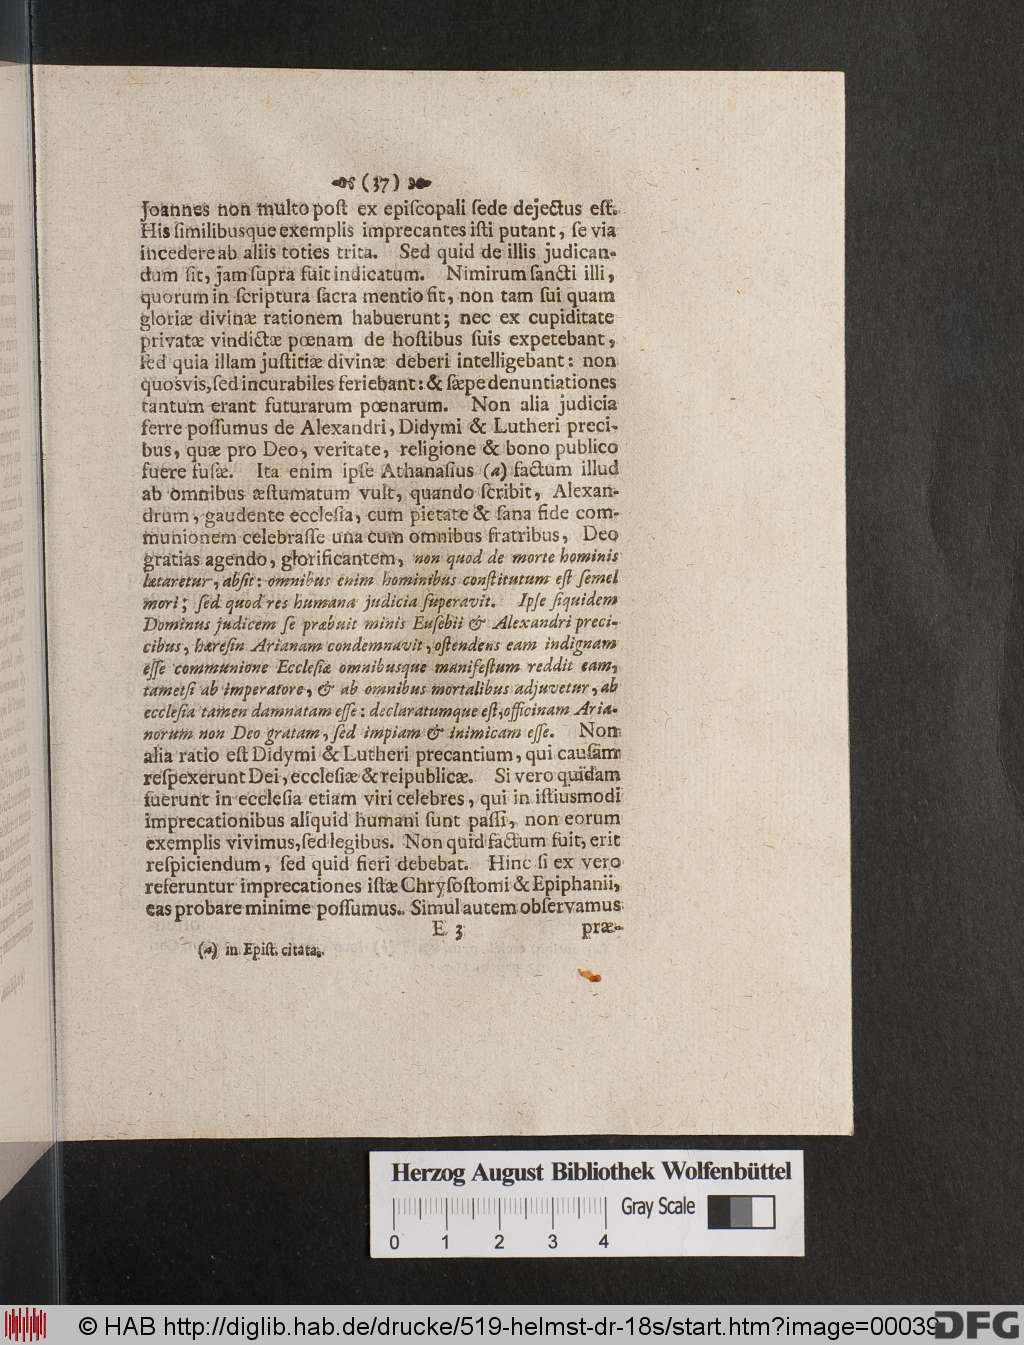 (37)
Joannes non multo post ex episcopali sede dejectus est.
His similibusque exemplis imprecantes isti putant, se via
incedere ab aliis toties trita. Sed quid de illis judican-
dum sit, jam supra fuit indicatum. Nimirum sancti illi,
quorum in scriptura sacra mentio fit, non tam sui quam
gloriæ divinæ rationem habuerunt; nec ex cupiditate
privatæ vindictæ pœnam de hostibus suis expetebant,
sed quia illam justitiæ divinæ deberi intelligebant: non
quosvis, sed incurabiles feriebant: & sæpe denuntiationes
tantum erant futurarum pœnarum. Non alia judicia
ferre possumus de Alexandri, Didymi & Lutheri preci-
bus, quæ pro Deo, veritate, religione & bono publico
fuere fusæ. Ita enim ipse Athanasius (a) factum illud
ab omnibus æstumatum vult, quando scribit, Alexan-
drum, gaudente ecclesia, cum pietate & sana fide com-
munionem celebrasse una cum omnibus fratribus, Deo
gratias agendo, glorificantem, non quod de morte hominis
lætaretur, absit: omnibus enim hominibus constitutum est semel
mori; sed quod res humana judicia superavit. Ipse siquidem
Dominus judicem se præbuit minis Eusebii & Alexandri preci-
cibus, hæresin Arianam condemnavit, ostendens eam indignam
esse communione Ecclesiæ omnibusque manifestum reddit eam,
tametsi ab imperatore, & ab omnibus mortalibus adjuvetur, ab
ecclesia tamen damnatam esse: declaratumque est, officinam Aria-
norum non Deo gratam, sed impiam & inimicam esse. Non
alia ratio est Didymi & Lutheri precantium, qui causam
respexerunt Dei, ecclesiæ & reipublicæ. Si vero quidam
fuerunt in ecclesia etiam viri celebres, qui in istiusmodi
imprecationibus aliquid humani sunt passi, non eorum
exemplis vivimus, sed legibus. Non quid factum fuit, erit
respiciendum, sed quid fieri debebat. Hinc si ex vero
referuntur imprecationes istæ Chrysostomi & Epiphanii,
eas probare minime possumus. Simul autem observamus
E 3 præ-
(a) in Epist. citata.
Herzog August Bibliothek Wolfenbüttel
Gray Scale
0 1 2 3 4
© HAB http://diglib.hab.de/drucke/519-helmst-dr-18s/start.htm?image=00039
DFG